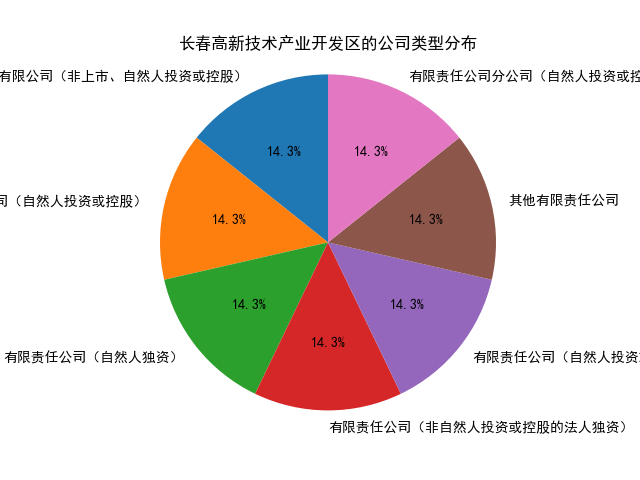 长春高新技术产业开发区的公司类型分布
有限公司（非上市、自然人投资或控股）
有限责任公司分公司（自然人投资或控
14.3%
14.3%
司（自然人投资或控股）
14.3%
14.3%
其他有限责任公司
14.3%
14.3%
有限责任公司（自然人独资）
14.3%
有限责任公司（自然人投资
有限责任公司（非自然人投资或控股的法人独资）